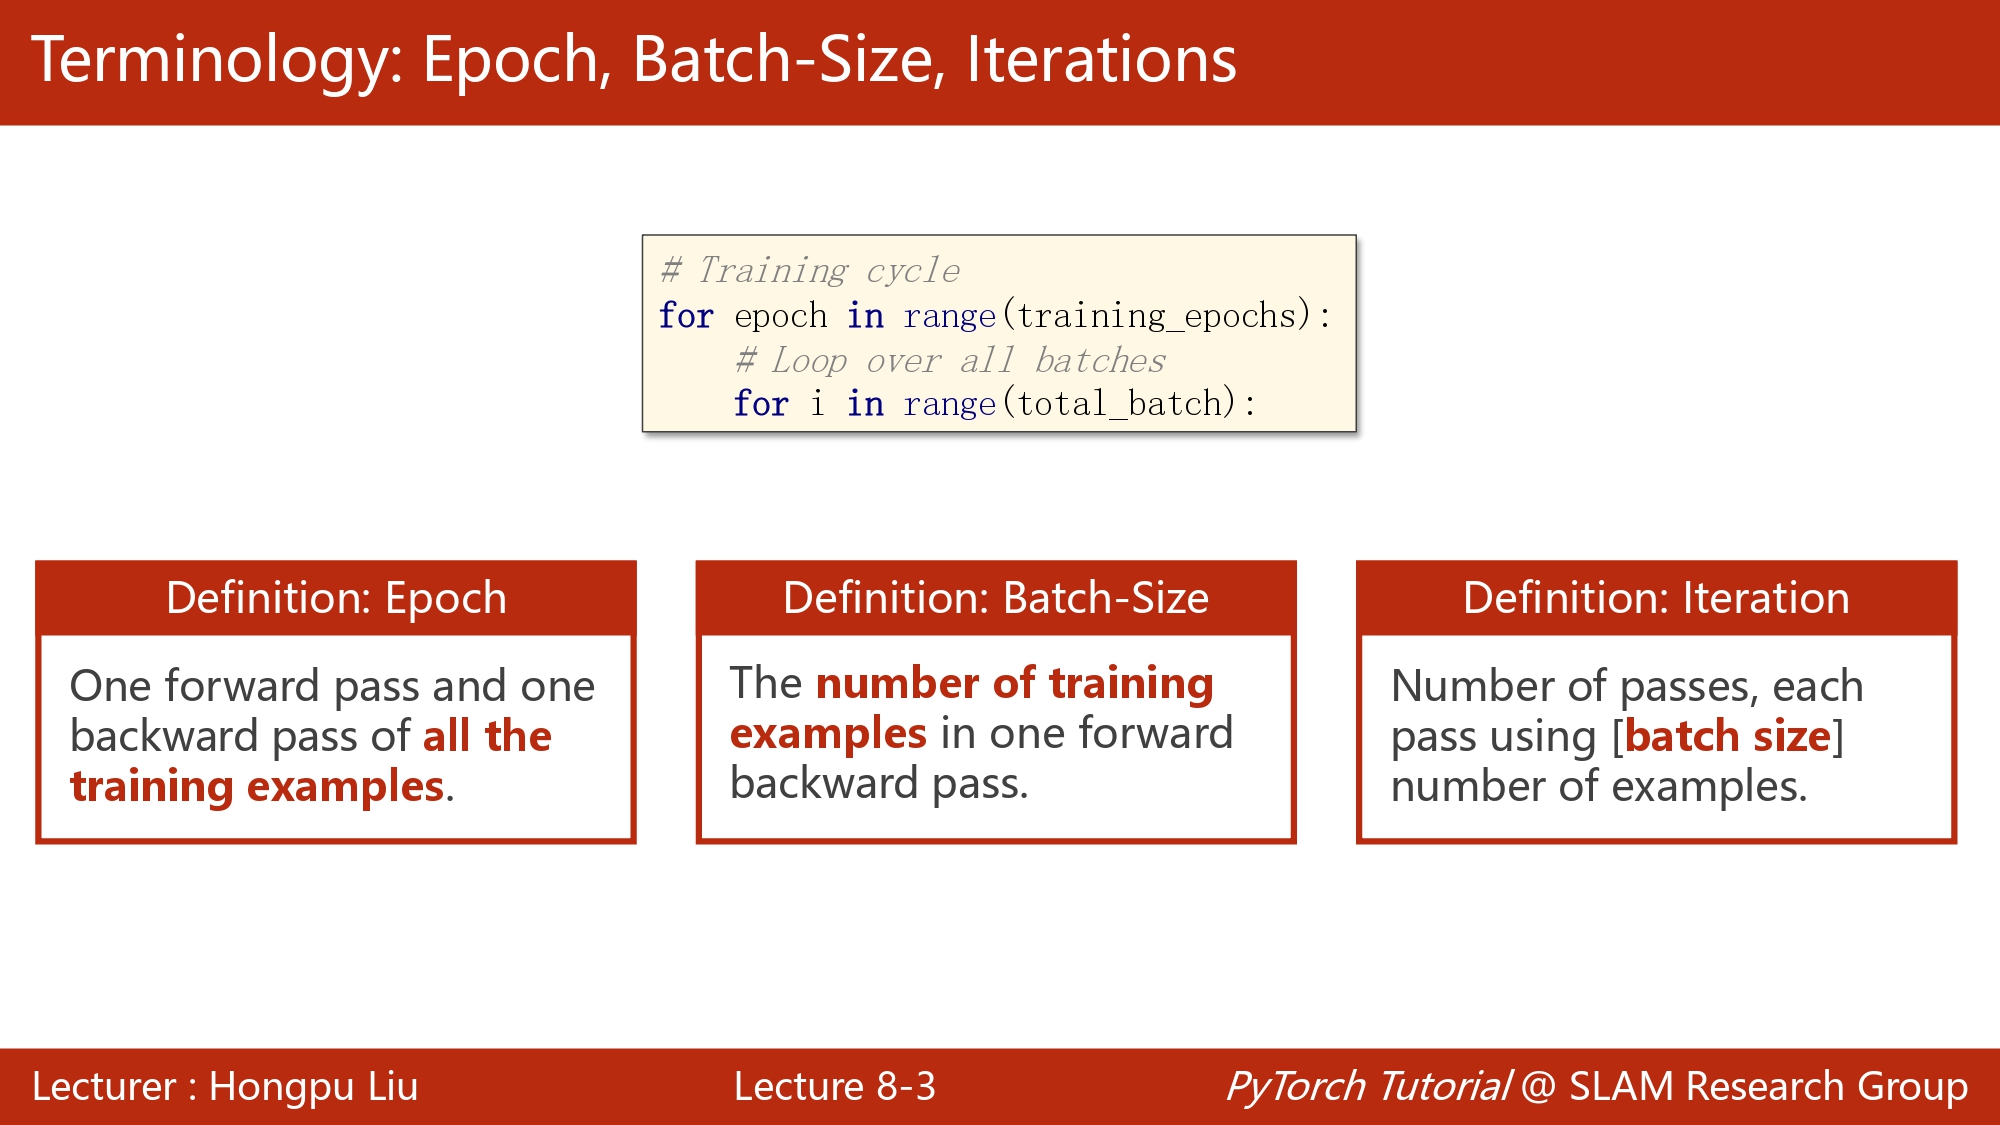 Terminology: Epoch, Batch-Size, Iterations
# Training cycle
for epoch in range(training_epochs):
    # Loop over all batches
    for i in range(total_batch):
Definition: Epoch
One forward pass and one
backward pass of all the
training examples.
Definition: Batch-Size
The number of training
examples in one forward
backward pass.
Definition: Iteration
Number of passes, each
pass using [batch size]
number of examples.
Lecturer : Hongpu Liu
Lecture 8-3
PyTorch Tutorial @ SLAM Research Group